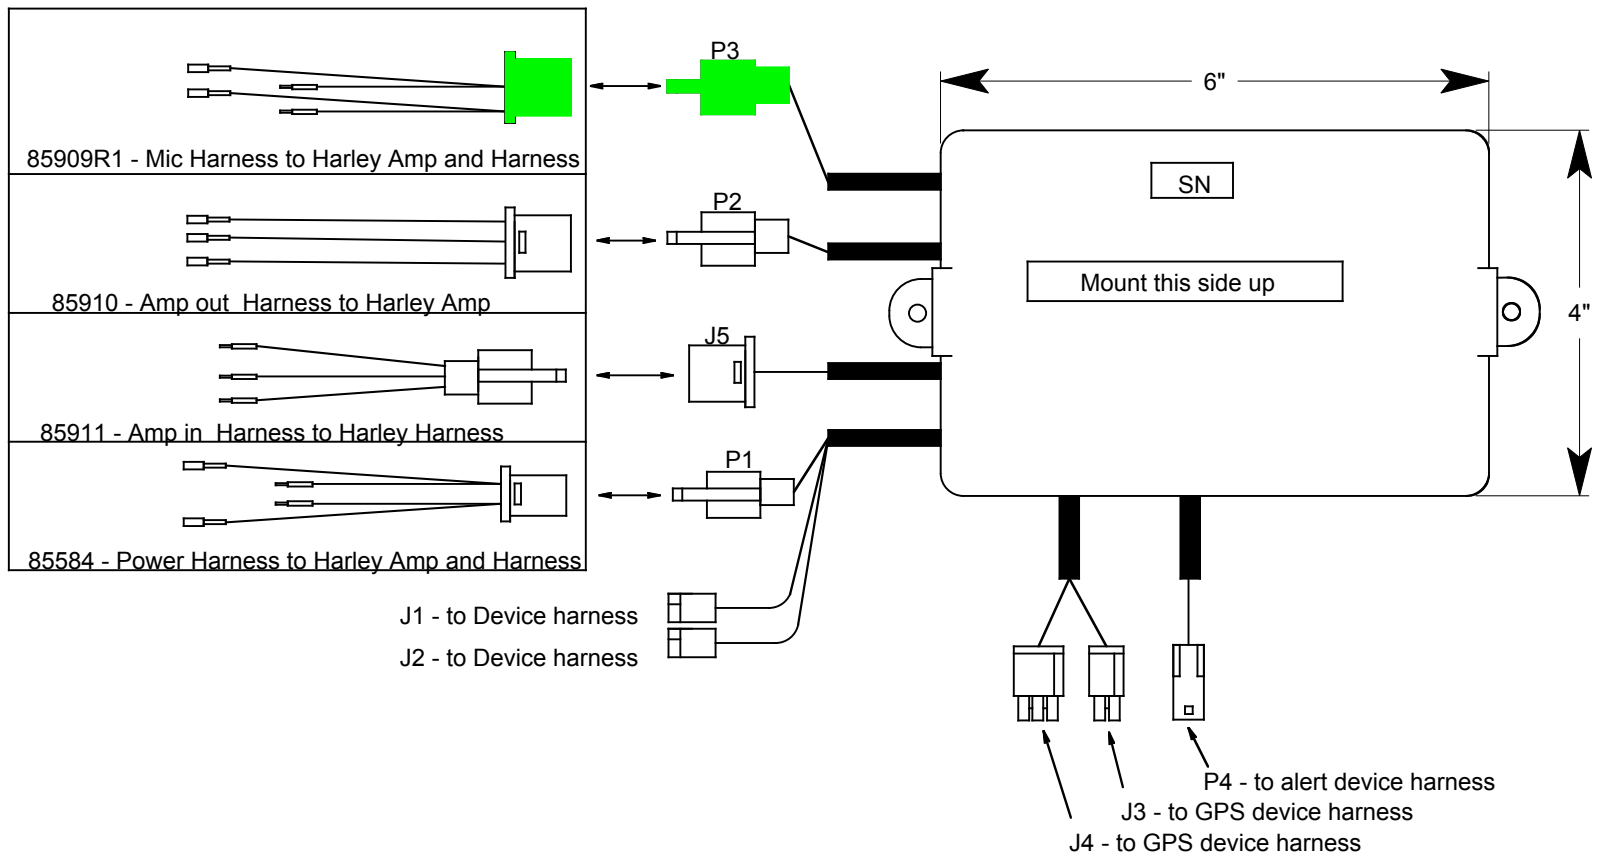 P3
6"
85909R1 - Mic Harness to Harley Amp and Harness
SN
P2
Mount this side up
85910 - Amp out Harness to Harley Amp
4"
J5
85911 - Amp in Harness to Harley Harness
P1
85584 - Power Harness to Harley Amp and Harness
J1 - to Device harness
J2 - to Device harness
P4 - to alert device harness
J3 - to GPS device harness
J4 - to GPS device harness